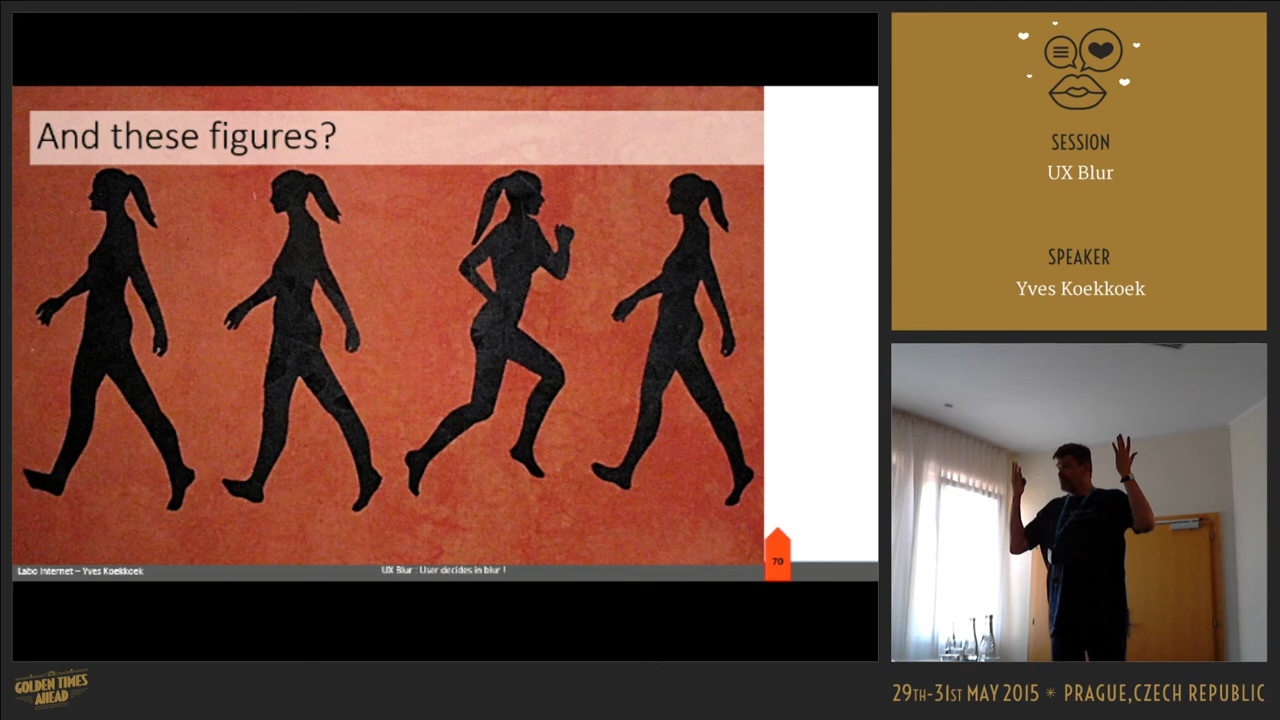 And these figures?
Labo Internet – Yves Koekkoek
UX Blur : User decides in blur !
70
SESSION
UX Blur
SPEAKER
Yves Koekkoek
GOLDEN TIMES
AHEAD
29TH-31ST MAY 2015 * PRAGUE,CZECH REPUBLIC